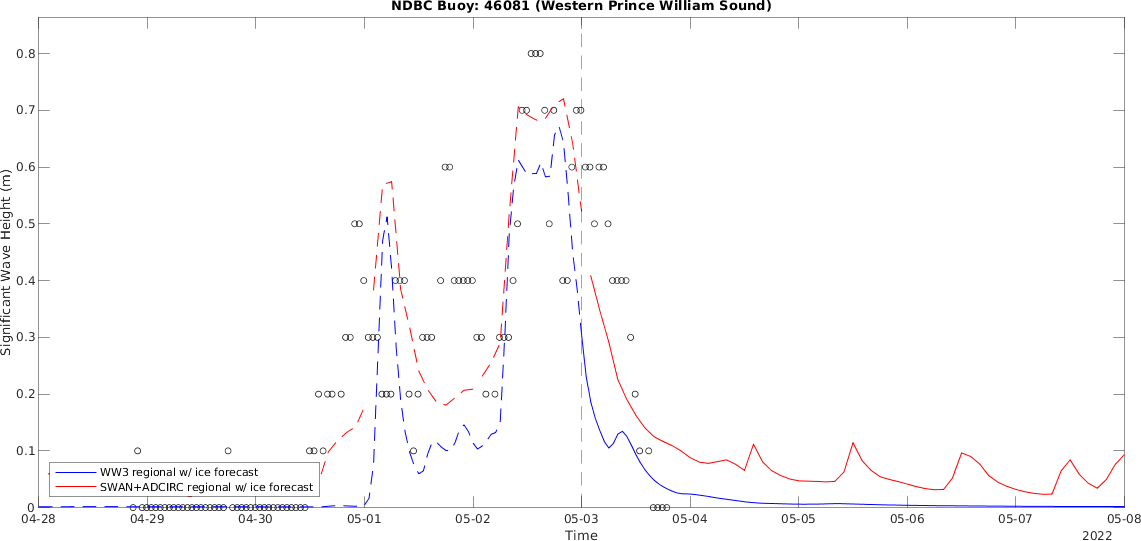 NDBC Buoy: 46081 (Western Prince William Sound)
Significant Wave Height (m)
0.8
0.7
0.6
0.5
0.4
0.3
0.2
0.1
0
WW3 regional w/ ice forecast
SWAN+ADCIRC regional w/ ice forecast
04-28 04-29 04-30 05-01 05-02 05-03 05-04 05-05 05-06 05-07 05-08
Time
2022